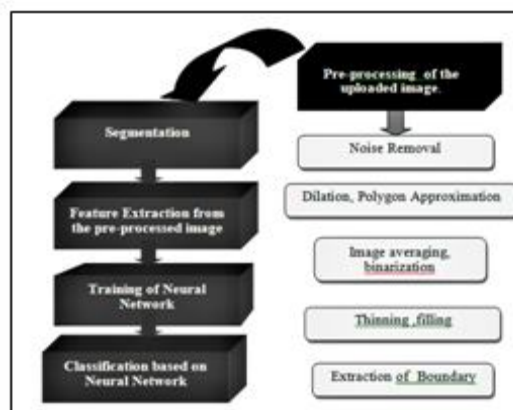 Pre-processing of the
uploaded image.
Segmentation
Feature Extraction from
the pre-processed image
Training of Neural
Network
Classification based on
Neural Network
Noise Removal
Dilation, Polygon Approximation
Image averaging,
binarization
Thinning ,filling
Extraction of Boundary